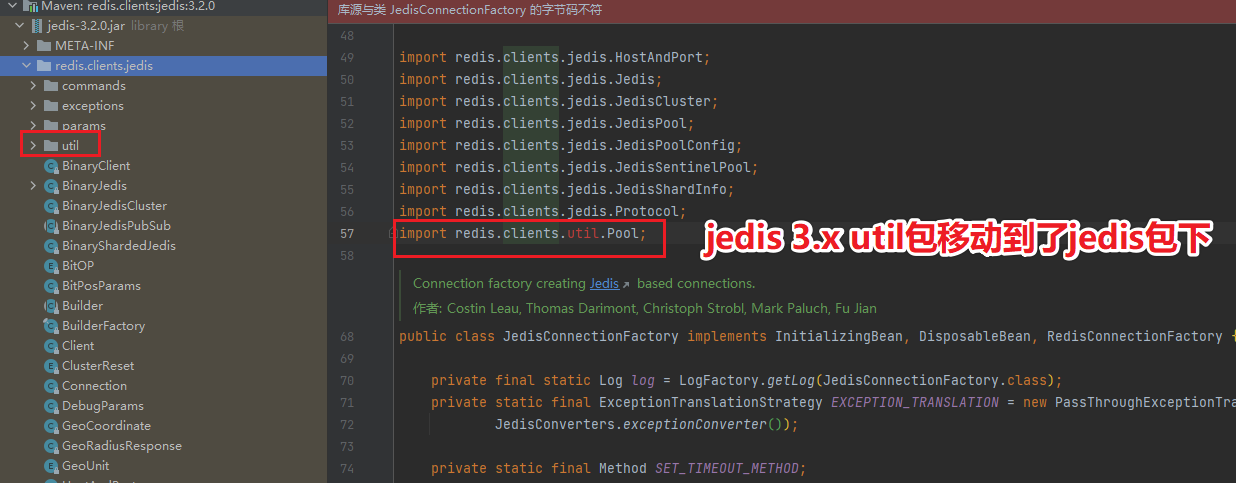 Maven: redis.clients:jedis:3.2.0
jedis-3.2.0.jar library 根
META-INF
redis.clients.jedis
commands
exceptions
params
util
BinaryClient
BinaryJedis
BinaryJedisCluster
BinaryJedisPubSub
BinaryShardedJedis
BitOP
BitPosParams
Builder
BuilderFactory
Client
ClusterReset
Connection
DebugParams
GeoCoordinate
GeoRadiusResponse
GeoUnit
库源与类 JedisConnectionFactory 的字节码不符
48
49 import redis.clients.jedis.HostAndPort;
50 import redis.clients.jedis.Jedis;
51 import redis.clients.jedis.JedisCluster;
52 import redis.clients.jedis.JedisPool;
53 import redis.clients.jedis.JedisPoolConfig;
54 import redis.clients.jedis.JedisSentinelPool;
55 import redis.clients.jedis.JedisShardInfo;
56 import redis.clients.jedis.Protocol;
57 import redis.clients.util.Pool;
jedis 3.x util包移动到了jedis包下
58
Connection factory creating Jedis based connections.
作者: Costin Leau, Thomas Darimont, Christoph Strobl, Mark Paluch, Fu Jian
68 public class JedisConnectionFactory implements InitializingBean, DisposableBean, RedisConnectionFactory {
69
70 private final static Log log = LogFactory.getLog(JedisConnectionFactory.class);
71 private static final ExceptionTranslationStrategy EXCEPTION_TRANSLATION = new PassThroughExceptionTra
72 JedisConverters.exceptionConverter());
73
74 private static final Method SET_TIMEOUT_METHOD;